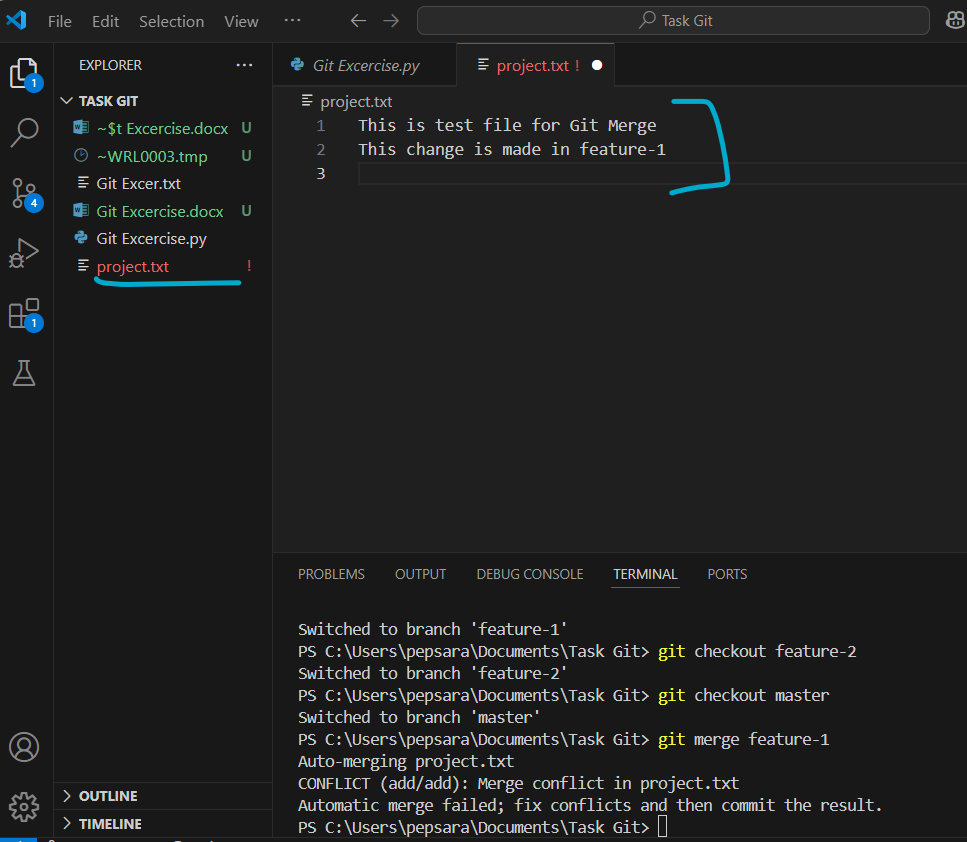 File Edit Selection View ··· Task Git
EXPLORER ···
TASK GIT
~$t Excercise.docx U
~WRL0003.tmp U
Git Excer.txt
Git Excercise.docx U
Git Excercise.py
project.txt !
OUTLINE
TIMELINE
1
4
1
Git Excercise.py project.txt !
project.txt
1 This is test file for Git Merge
2 This change is made in feature-1
3
PROBLEMS OUTPUT DEBUG CONSOLE TERMINAL PORTS
Switched to branch 'feature-1'
PS C:\Users\pepsara\Documents\Task Git> git checkout feature-2
Switched to branch 'feature-2'
PS C:\Users\pepsara\Documents\Task Git> git checkout master
Switched to branch 'master'
PS C:\Users\pepsara\Documents\Task Git> git merge feature-1
Auto-merging project.txt
CONFLICT (add/add): Merge conflict in project.txt
Automatic merge failed; fix conflicts and then commit the result.
PS C:\Users\pepsara\Documents\Task Git>